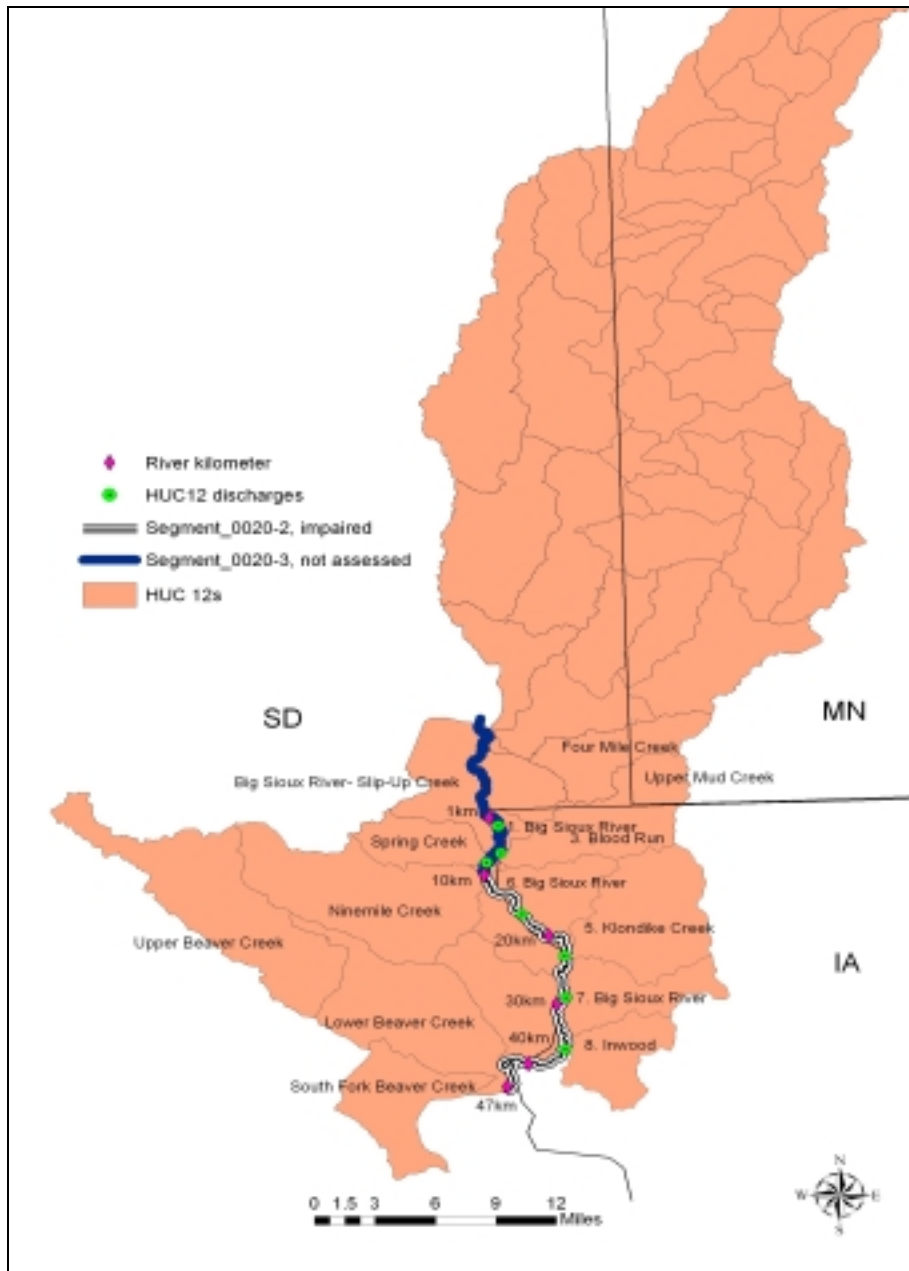 River kilometer
HUC12 discharges
Segment_0020-2, impaired
Segment_0020-3, not assessed
HUC 12s
SD
MN
Four Mile Creek
Upper Mud Creek
Big Sioux River- Slip-Up Creek
1km
1. Big Sioux River
3. Blood Run
Spring Creek
10km
6. Big Sioux River
Ninemile Creek
5. Klondike Creek
Upper Beaver Creek
20km
IA
30km
7. Big Sioux River
Lower Beaver Creek
40km
8. Inwood
South Fork Beaver Creek
47km
N
W
E
S
0 1.5 3 6 9 12
Miles